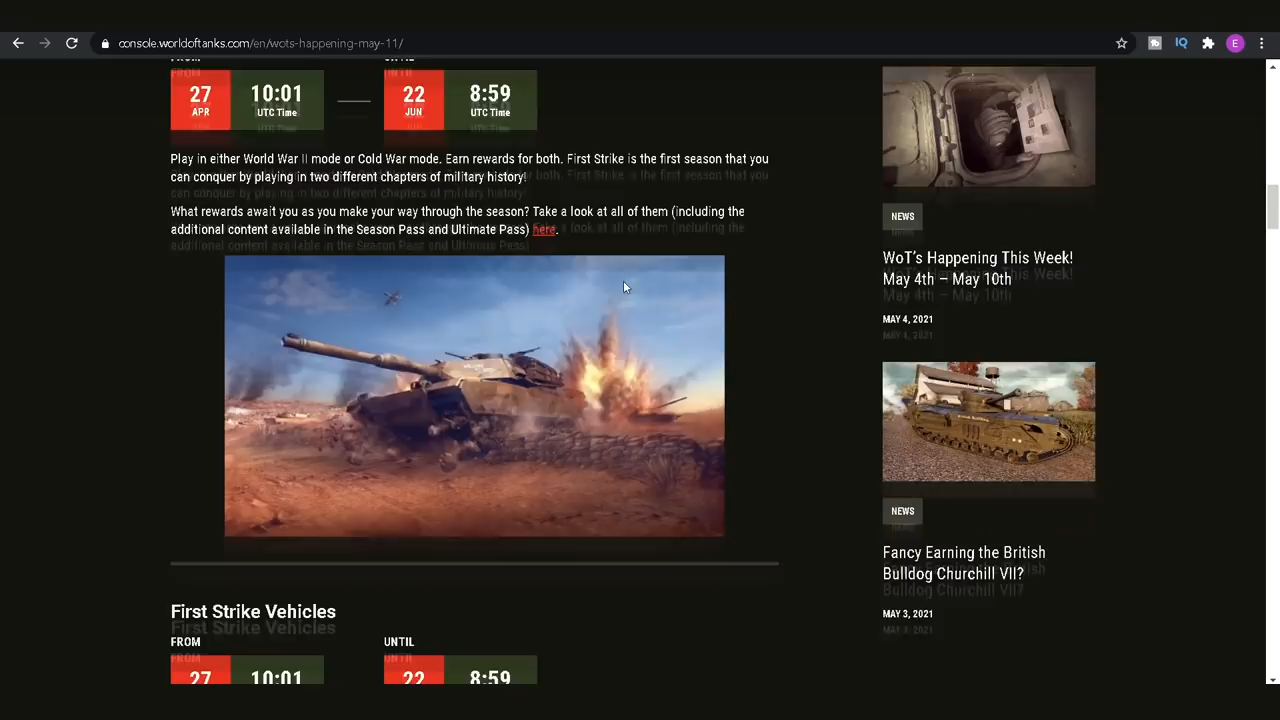 console.worldoftanks.com/en/wots-happening-may-11/
FROM
UNTIL
27
APR
10:01
UTC Time
22
JUN
8:59
UTC Time
Play in either World War II mode or Cold War mode. Earn rewards for both. First Strike is the first season that you
can conquer by playing in two different chapters of military history!
What rewards await you as you make your way through the season? Take a look at all of them (including the
additional content available in the Season Pass and Ultimate Pass) here.
First Strike Vehicles
FROM
UNTIL
27
10:01
22
8:59
NEWS
WoT's Happening This Week!
May 4th – May 10th
MAY 4, 2021
NEWS
Fancy Earning the British
Bulldog Churchill VII?
MAY 3, 2021
IQ
E